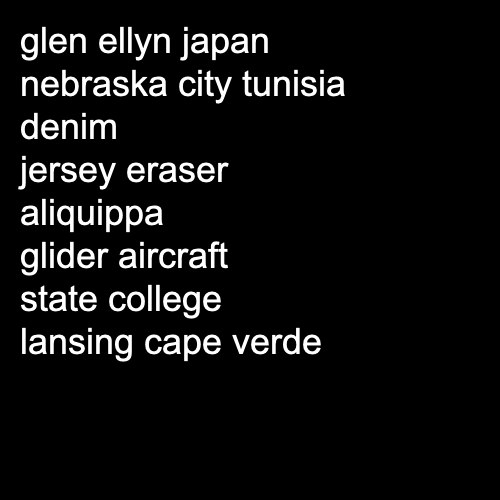 glen ellyn japan
nebraska city tunisia
denim
jersey eraser
aliquippa
glider aircraft
state college
lansing cape verde